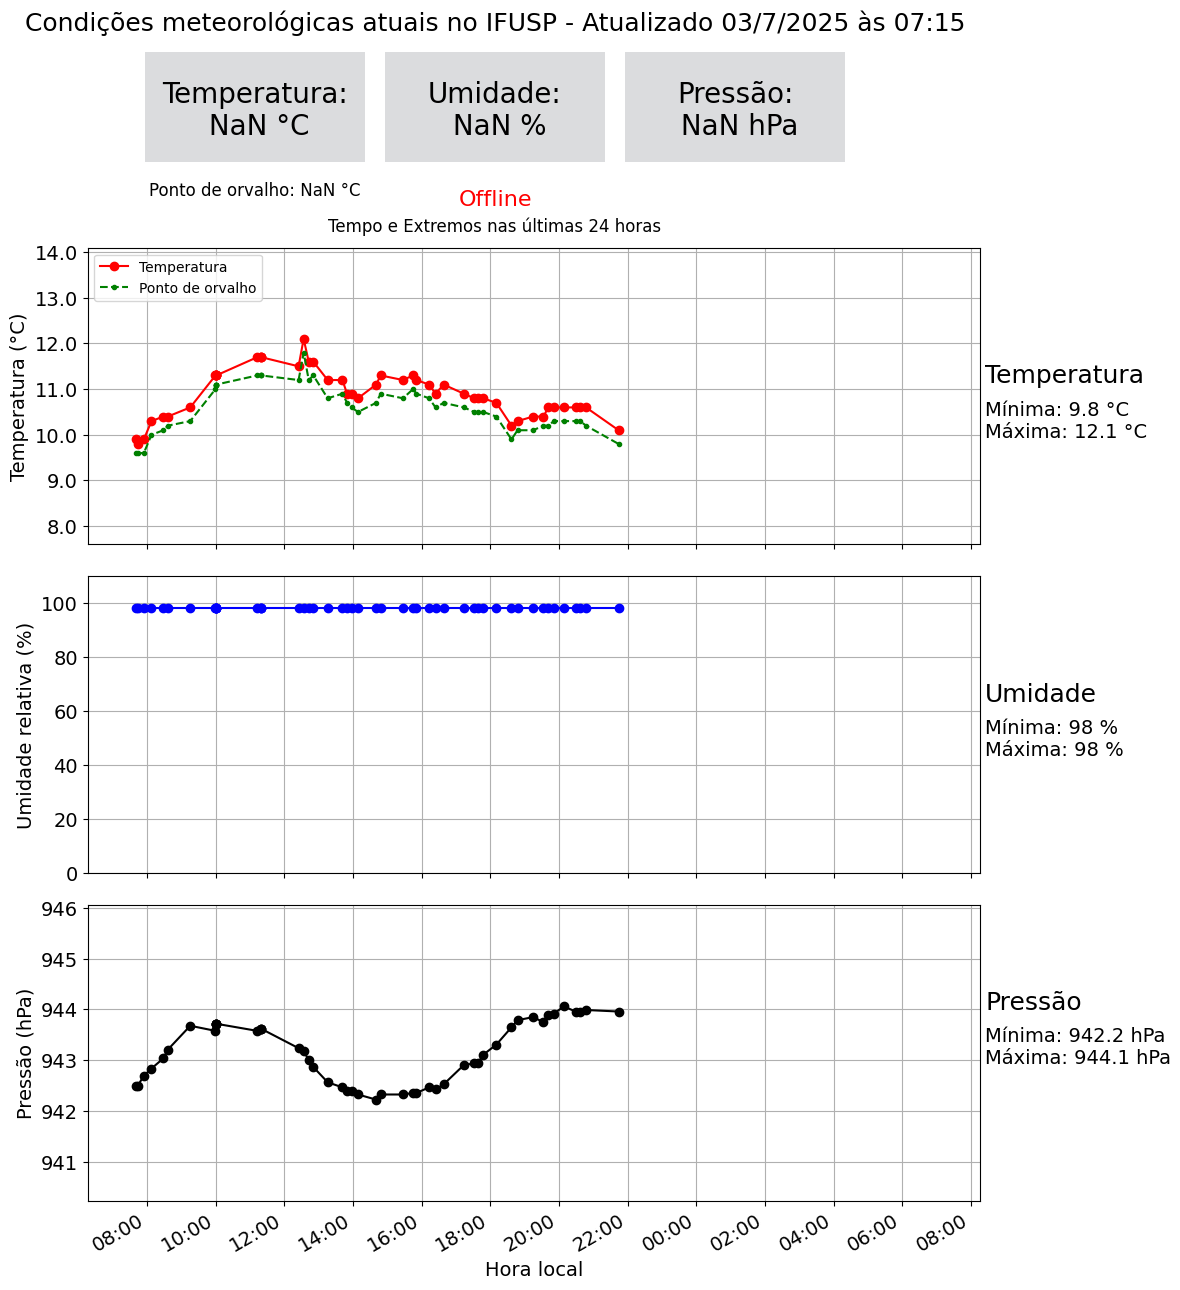 Condições meteorológicas atuais no IFUSP - Atualizado 03/7/2025 às 07:15
Temperatura:
NaN °C
Umidade:
NaN %
Pressão:
NaN hPa
Ponto de orvalho: NaN °C
Offline
Tempo e Extremos nas últimas 24 horas
Temperatura (°C)
14.0
13.0
12.0
11.0
10.0
9.0
8.0
Temperatura
Ponto de orvalho
Temperatura
Mínima: 9.8 °C
Máxima: 12.1 °C
Umidade relativa (%)
100
80
60
40
20
0
Umidade
Mínima: 98 %
Máxima: 98 %
Pressão (hPa)
946
945
944
943
942
941
Pressão
Mínima: 942.2 hPa
Máxima: 944.1 hPa
08:00 10:00 12:00 14:00 16:00 18:00 20:00 22:00 00:00 02:00 04:00 06:00 08:00
Hora local